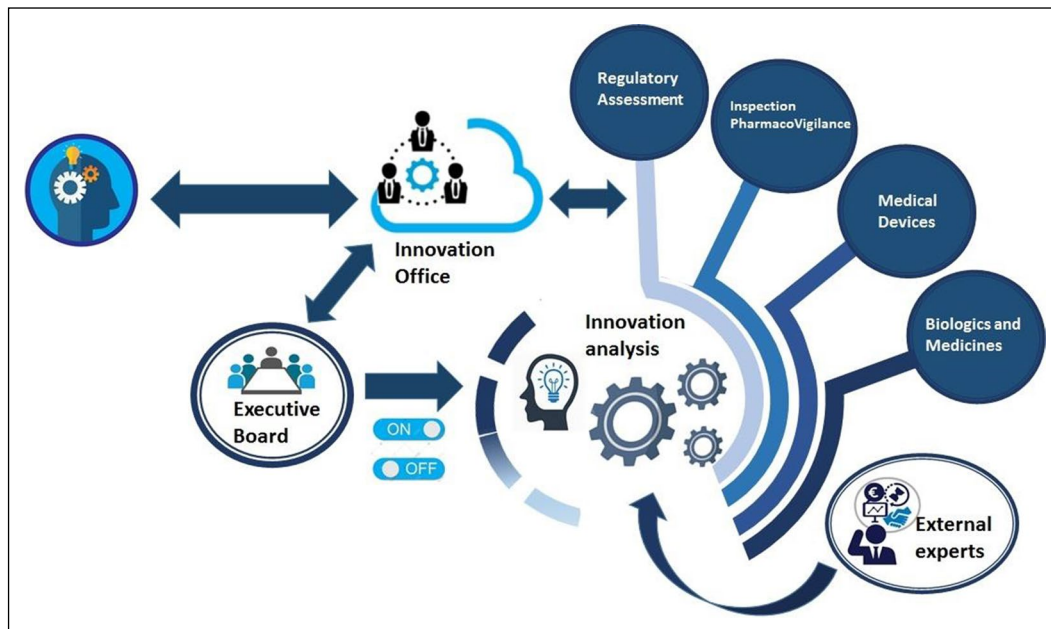 Regulatory
Assessment
Inspection
PharmacoVigilance
Medical
Devices
Biologics and
Medicines
Innovation
Office
Innovation
analysis
Executive
Board
ON
OFF
External
experts